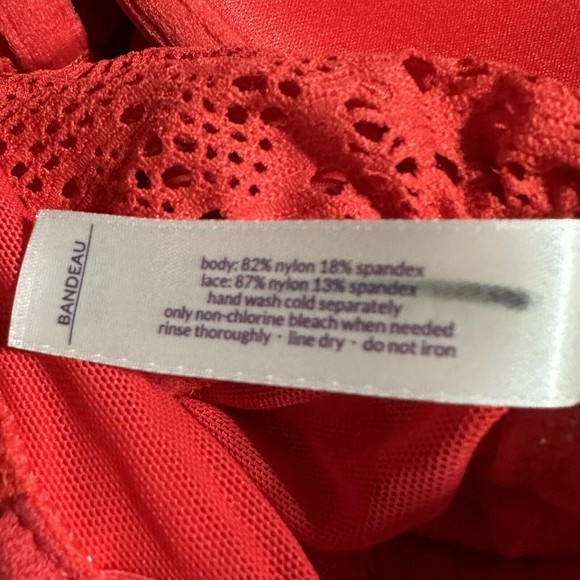 BANDEAU
body: 82% nylon 18% spandex
lace: 87% nylon 13% spandex
hand wash cold separately
only non-chlorine bleach when needed
rinse thoroughly · line dry · do not iron